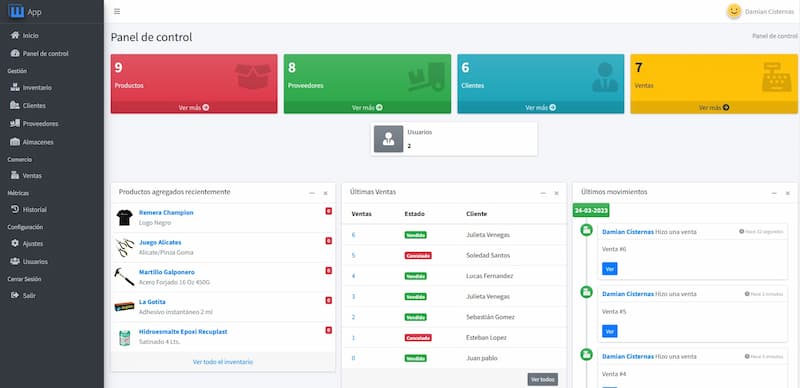 App
Damian Cisternas
Inicio
Panel de control
Gestión
Inventario
Clientes
Proveedores
Almacenes
Comercio
Ventas
Métricas
Historial
Configuración
Ajustes
Usuarios
Cerrar Sesión
Salir
Panel de control
Panel de control
9
Productos
Ver más
8
Proveedores
Ver más
6
Clientes
Ver más
7
Ventas
Ver más
Usuarios
2
Productos agregados recientemente
Remera Champion
0
Logo Negro
Juego Alicates
0
Alicate/Pinza Goma
Martillo Galponero
0
Acero Forjado 16 Oz 450G
La Gotita
0
Adhesivo instantáneo 2 ml
Hidroesmalte Epoxi Recuplast
0
Satinado 4 Lts.
Ver todo el inventario
Últimas Ventas
Ventas Estado Cliente
6 Vendido Julieta Venegas
5 Cancelado Soledad Santos
4 Vendido Lucas Fernandez
3 Vendido Julieta Venegas
2 Vendido Sebastián Gomez
1 Cancelado Esteban Lopez
0 Vendido Juan pablo
Ver todos
Últimos movimientos
24-03-2023
Damian Cisternas Hizo una venta
Hace 32 segundos
Venta #6
Ver
Damian Cisternas Hizo una venta
Hace 2 minutos
Venta #5
Ver
Damian Cisternas Hizo una venta
Hace 3 minutos
Venta #4